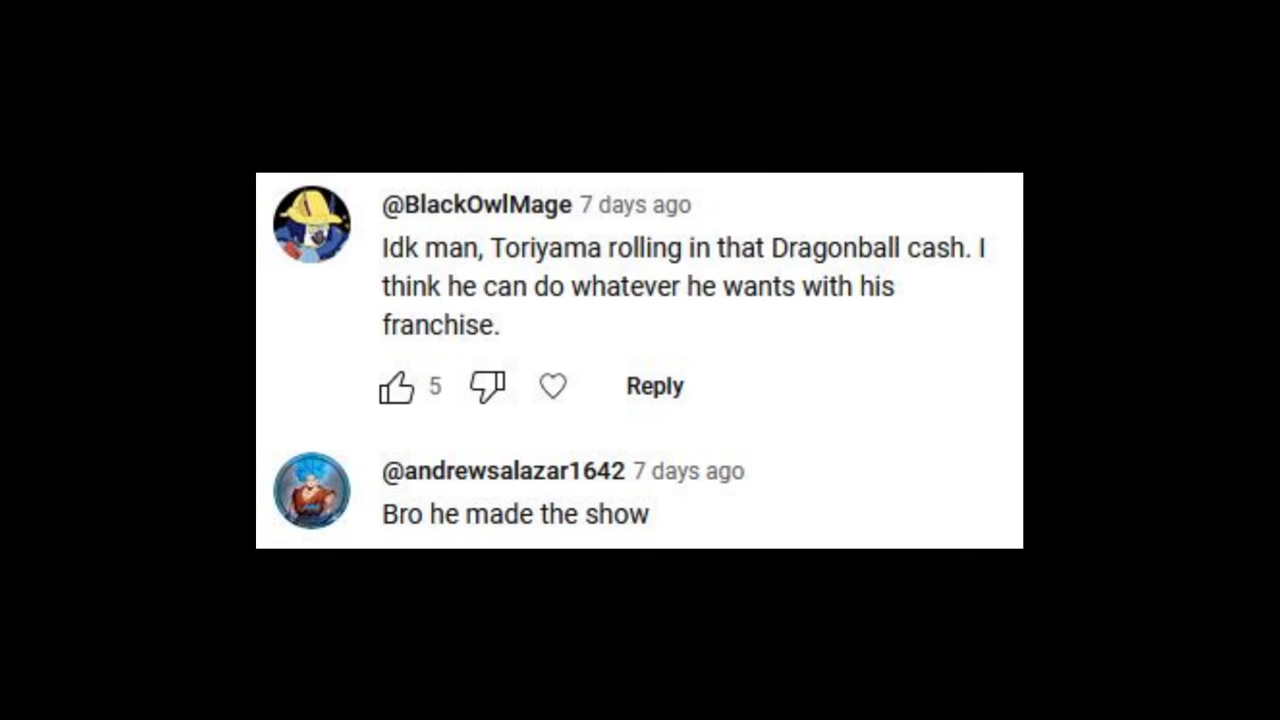 @BlackOwlMage 7 days ago
Idk man, Toriyama rolling in that Dragonball cash. I
think he can do whatever he wants with his
franchise.
5 Reply
@andrewsalazar1642 7 days ago
Bro he made the show